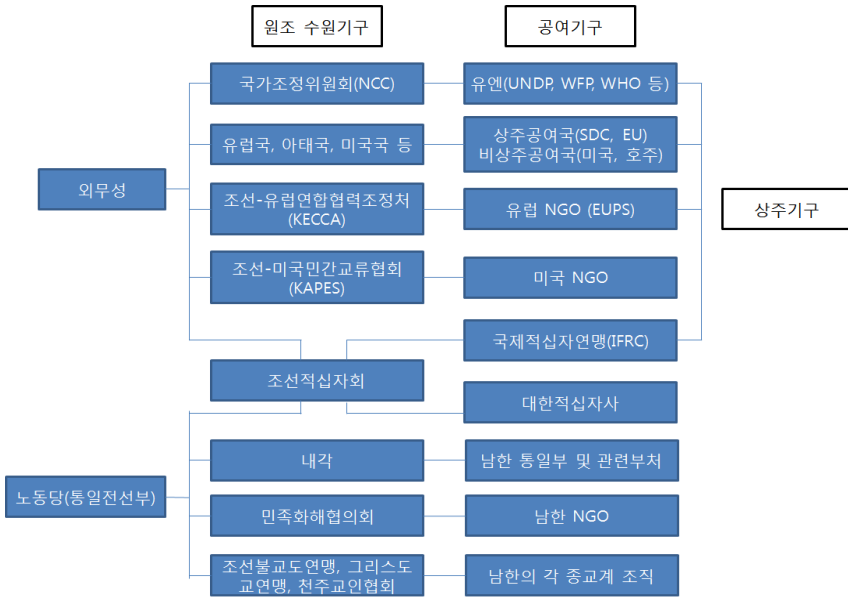 원조 수원기구
공여기구
국가조정위원회(NCC)
유엔(UNDP, WFP, WHO 등)
유럽국, 아태국, 미국국 등
상주공여국(SDC, EU)
비상주공여국(미국, 호주)
외무성
조선-유럽연합협력조정처
(KECCA)
유럽 NGO (EUPS)
상주기구
조선-미국민간교류협회
(KAPES)
미국 NGO
국제적십자연맹(IFRC)
조선적십자회
대한적십자사
내각
남한 통일부 및 관련부처
노동당(통일전선부)
민족화해협의회
남한 NGO
조선불교도연맹, 그리스도
교연맹, 천주교인협회
남한의 각 종교계 조직